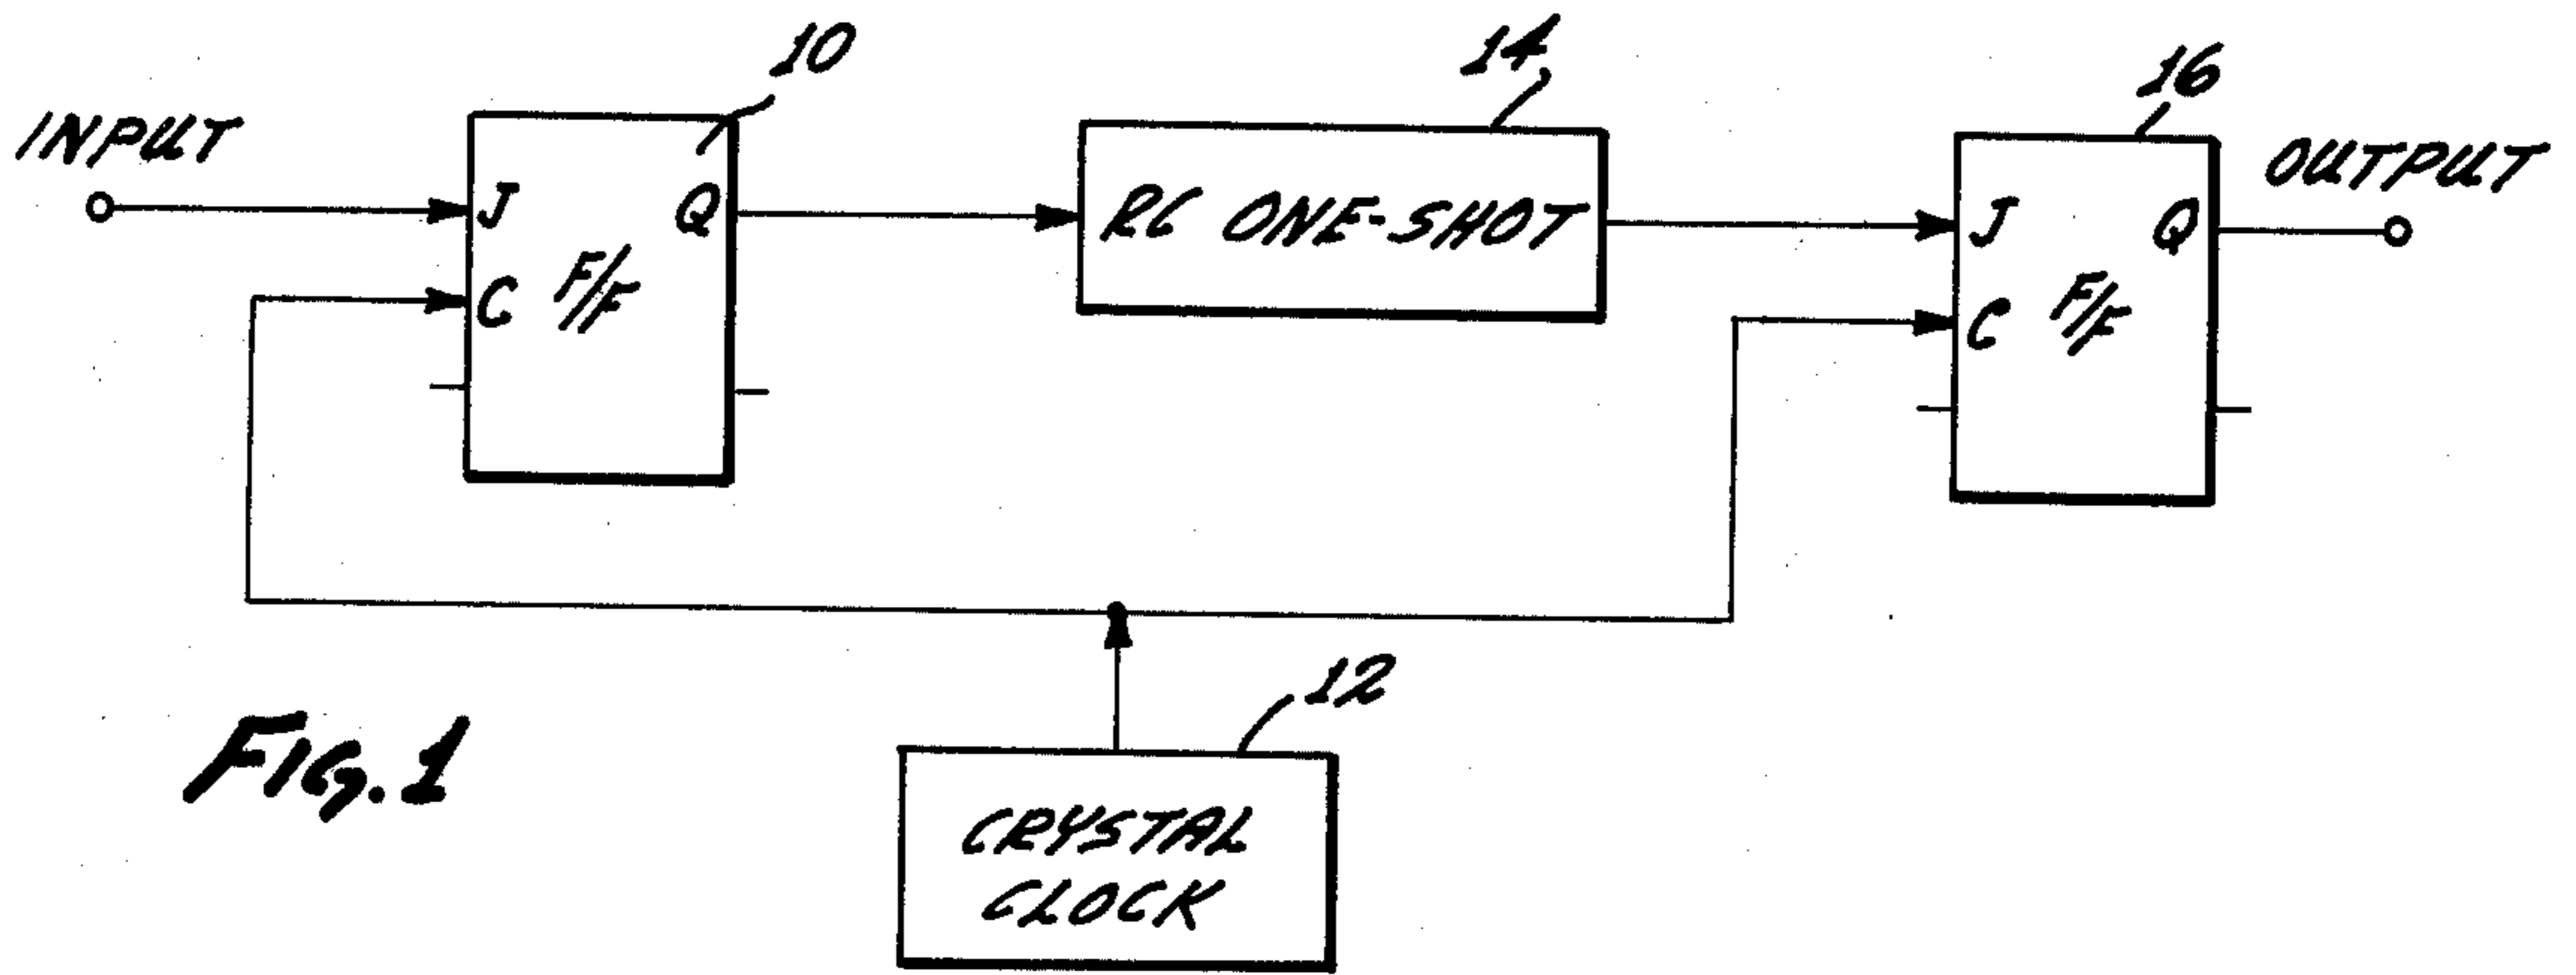 10
14
16
INPUT
OUTPUT
J
Q
RC ONE-SHOT
J
Q
C
F/F
C
F/F
12
FIG. 1
CRYSTAL
CLOCK